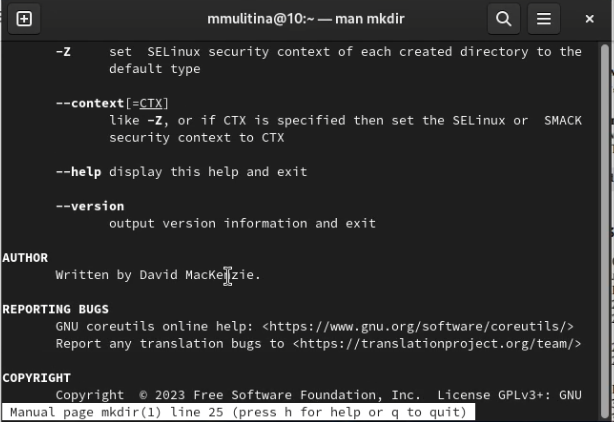 mmulitina@10:~ — man mkdir
-Z set SELinux security context of each created directory to the
default type
--context[=CTX]
like -Z, or if CTX is specified then set the SELinux or SMACK
security context to CTX
--help display this help and exit
--version
output version information and exit
AUTHOR
Written by David MacKenzie.
REPORTING BUGS
GNU coreutils online help: <https://www.gnu.org/software/coreutils/>
Report any translation bugs to <https://translationproject.org/team/>
COPYRIGHT
Copyright © 2023 Free Software Foundation, Inc. License GPLv3+: GNU
Manual page mkdir(1) line 25 (press h for help or q to quit)